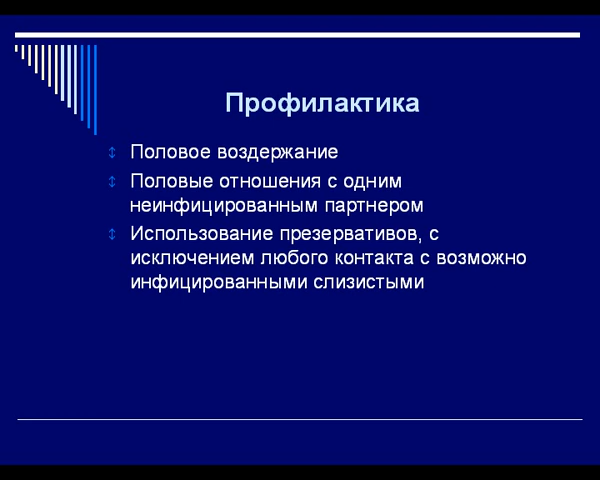 Профилактика
Половое воздержание
Половые отношения с одним
неинфицированным партнером
Использование презервативов, с
исключением любого контакта с возможно
инфицированными слизистыми